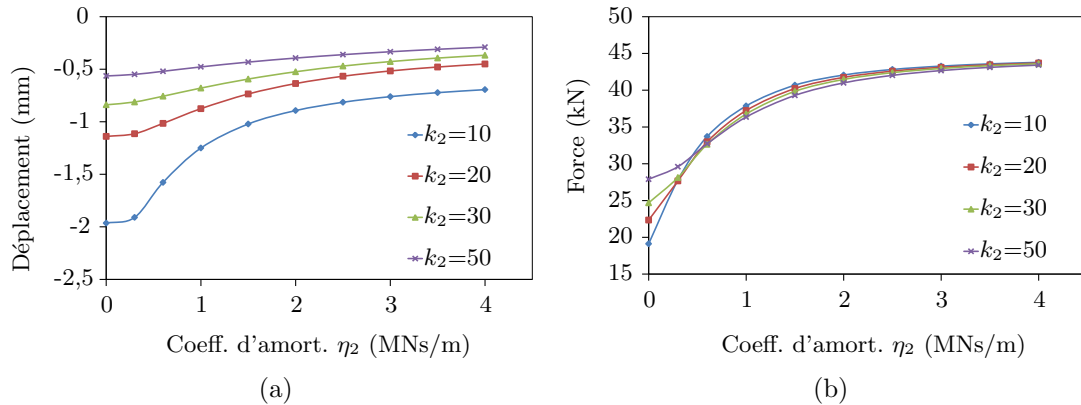 0
-0,5
-1
-1,5
-2
-2,5
Déplacement (mm)
k₂=10
k₂=20
k₂=30
k₂=50
0 1 2 3 4
Coeff. d'amort. η₂ (MNs/m)
(a)
50
45
40
35
30
25
20
15
Force (kN)
k₂=10
k₂=20
k₂=30
k₂=50
0 1 2 3 4
Coeff. d'amort. η₂ (MNs/m)
(b)